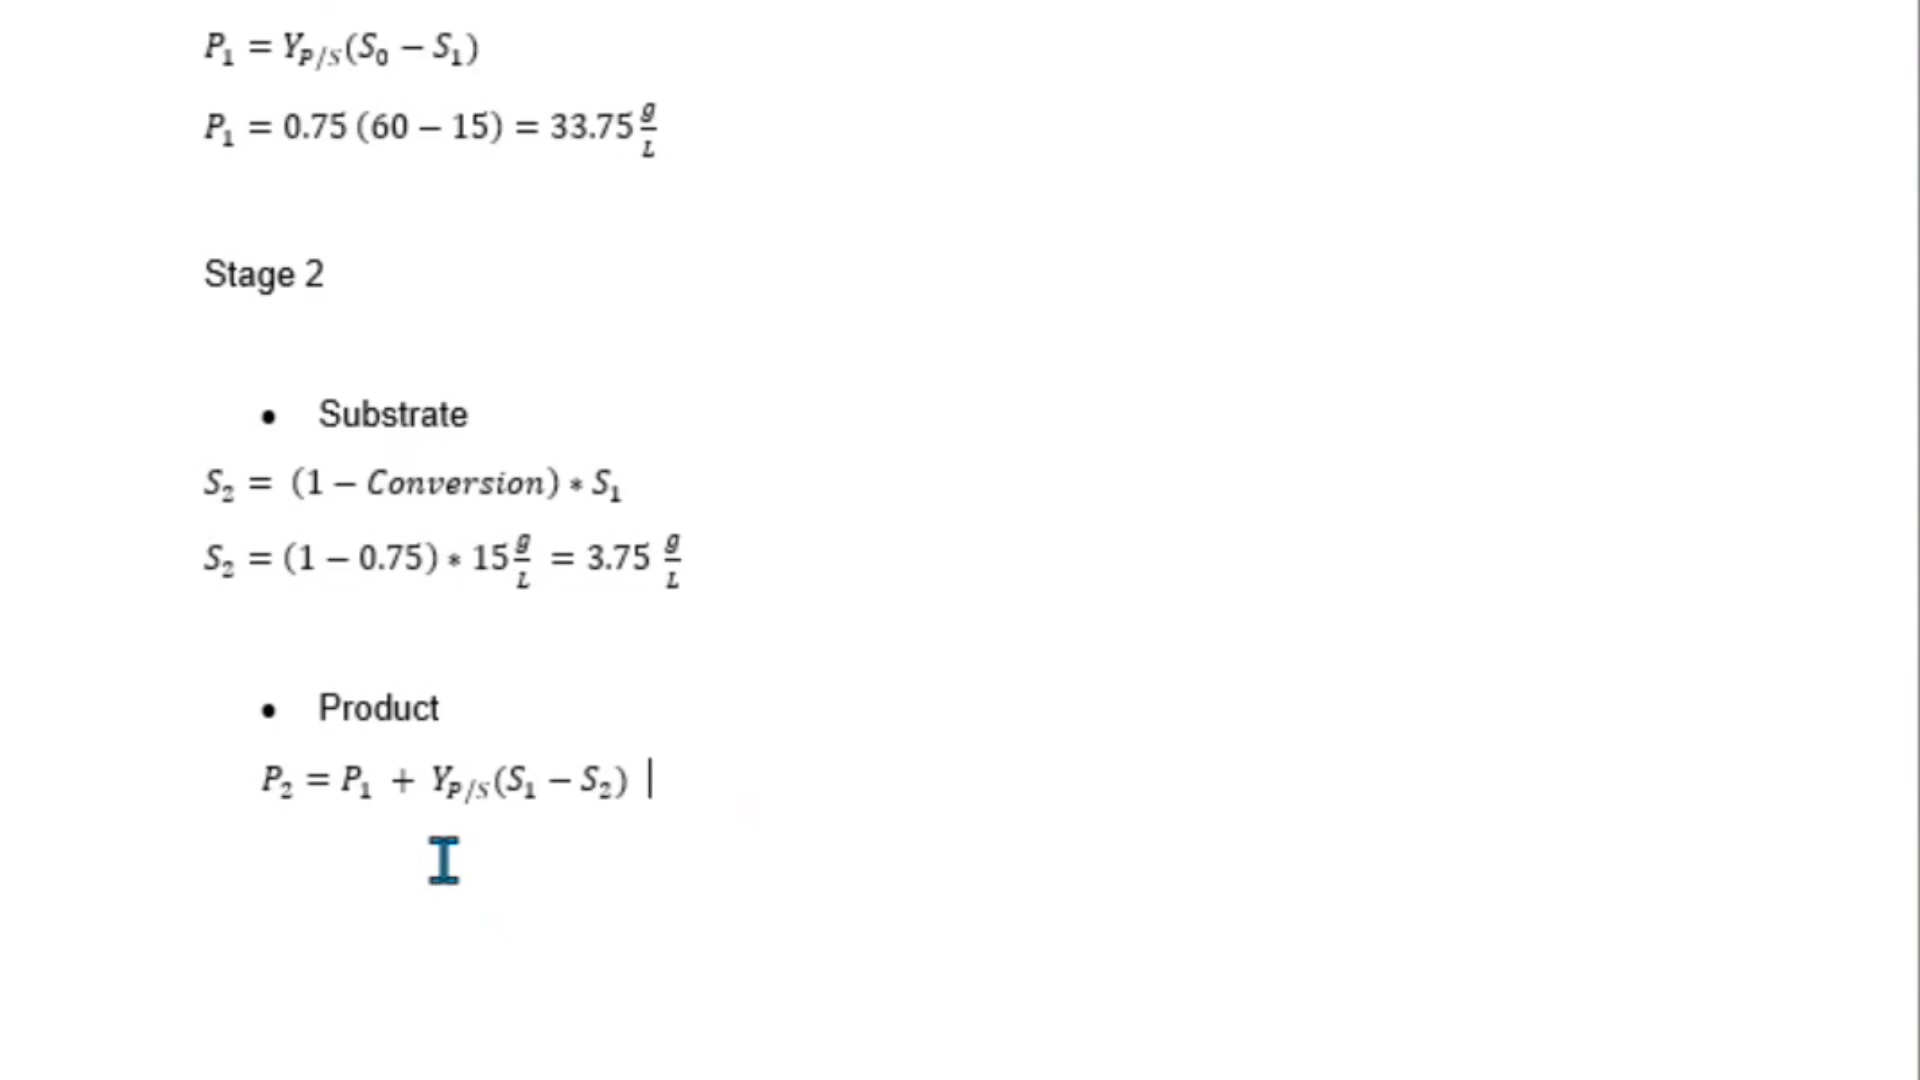 P₁ = Y_{P/S}(S₀ − S₁)
P₁ = 0.75 (60 − 15) = 33.75 g/L
Stage 2
• Substrate
S₂ = (1 − Conversion) * S₁
S₂ = (1 − 0.75) * 15 g/L = 3.75 g/L
• Product
P₂ = P₁ + Y_{P/S}(S₁ − S₂)